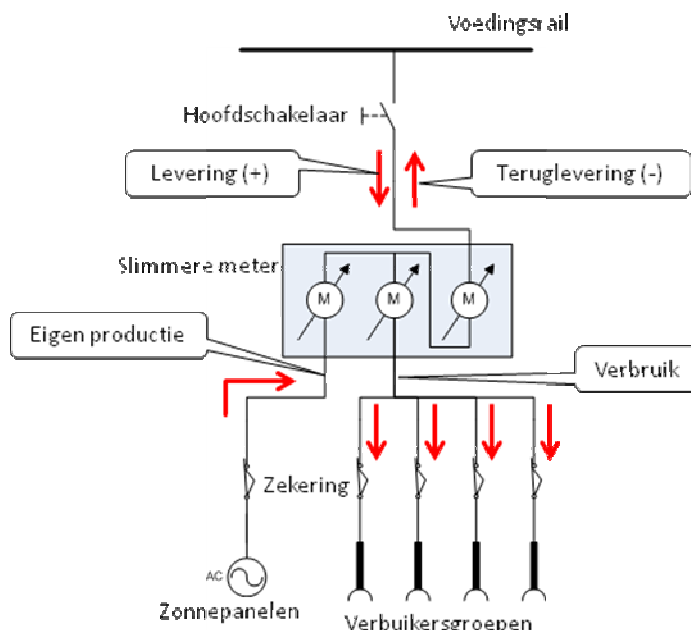 Voedingsrail
Hoofdschakelaar
Levering (+)
Teruglevering (-)
Slimmere meter
M
M
M
Eigen productie
Verbruik
Zekering
AC
Zonnepanelen
Verbuikersgroepen